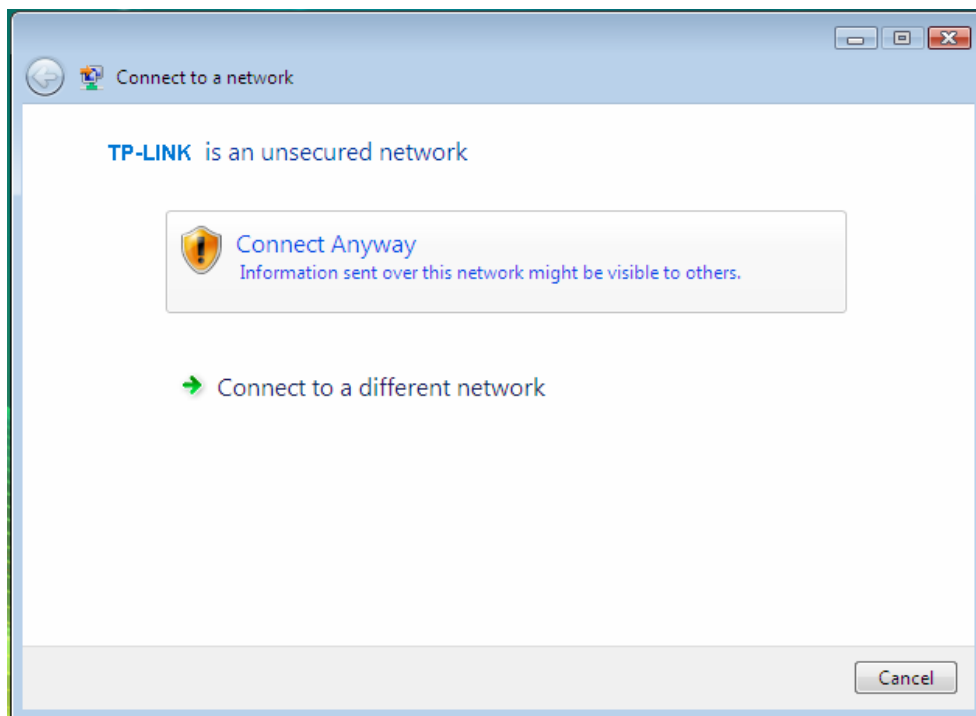 Connect to a network
TP-LINK is an unsecured network
Connect Anyway
Information sent over this network might be visible to others.
Connect to a different network
Cancel